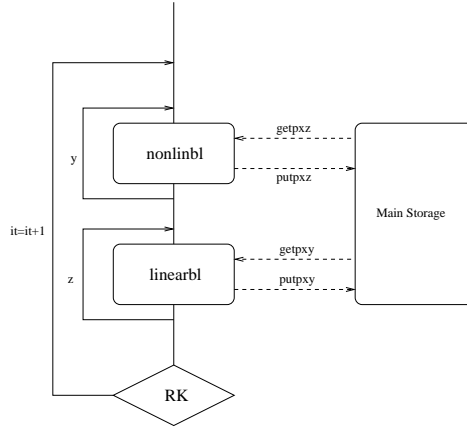 getpxz
nonlinbl
y
putpxz
Main Storage
it=it+1
getpxy
z
linearbl
putpxy
RK